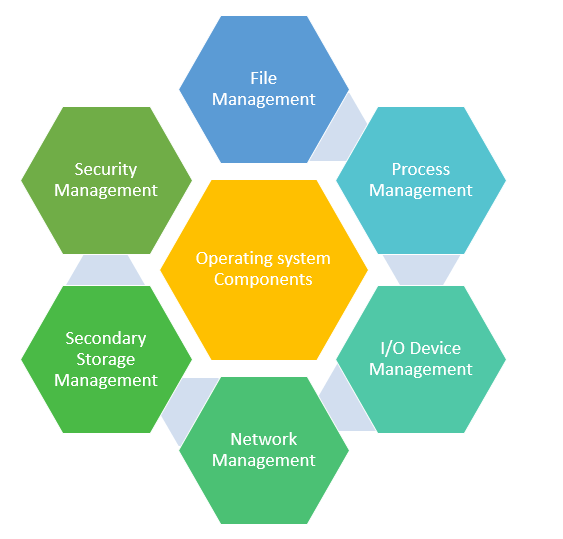 File
Management
Process
Management
Security
Management
Operating system
Components
I/O Device
Management
Secondary
Storage
Management
Network
Management